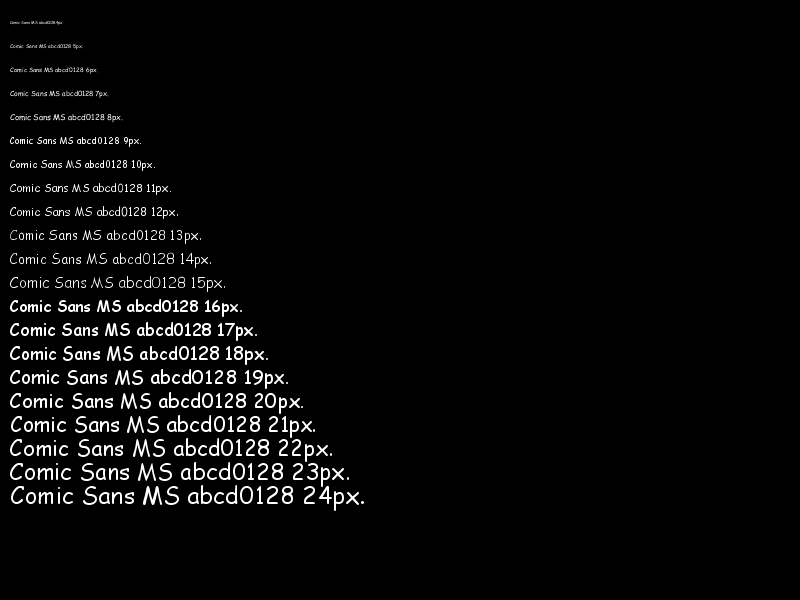 Comic Sans MS abcd0128 4px.
Comic Sans MS abcd0128 5px.
Comic Sans MS abcd0128 6px.
Comic Sans MS abcd0128 7px.
Comic Sans MS abcd0128 8px.
Comic Sans MS abcd0128 9px.
Comic Sans MS abcd0128 10px.
Comic Sans MS abcd0128 11px.
Comic Sans MS abcd0128 12px.
Comic Sans MS abcd0128 13px.
Comic Sans MS abcd0128 14px.
Comic Sans MS abcd0128 15px.
Comic Sans MS abcd0128 16px.
Comic Sans MS abcd0128 17px.
Comic Sans MS abcd0128 18px.
Comic Sans MS abcd0128 19px.
Comic Sans MS abcd0128 20px.
Comic Sans MS abcd0128 21px.
Comic Sans MS abcd0128 22px.
Comic Sans MS abcd0128 23px.
Comic Sans MS abcd0128 24px.